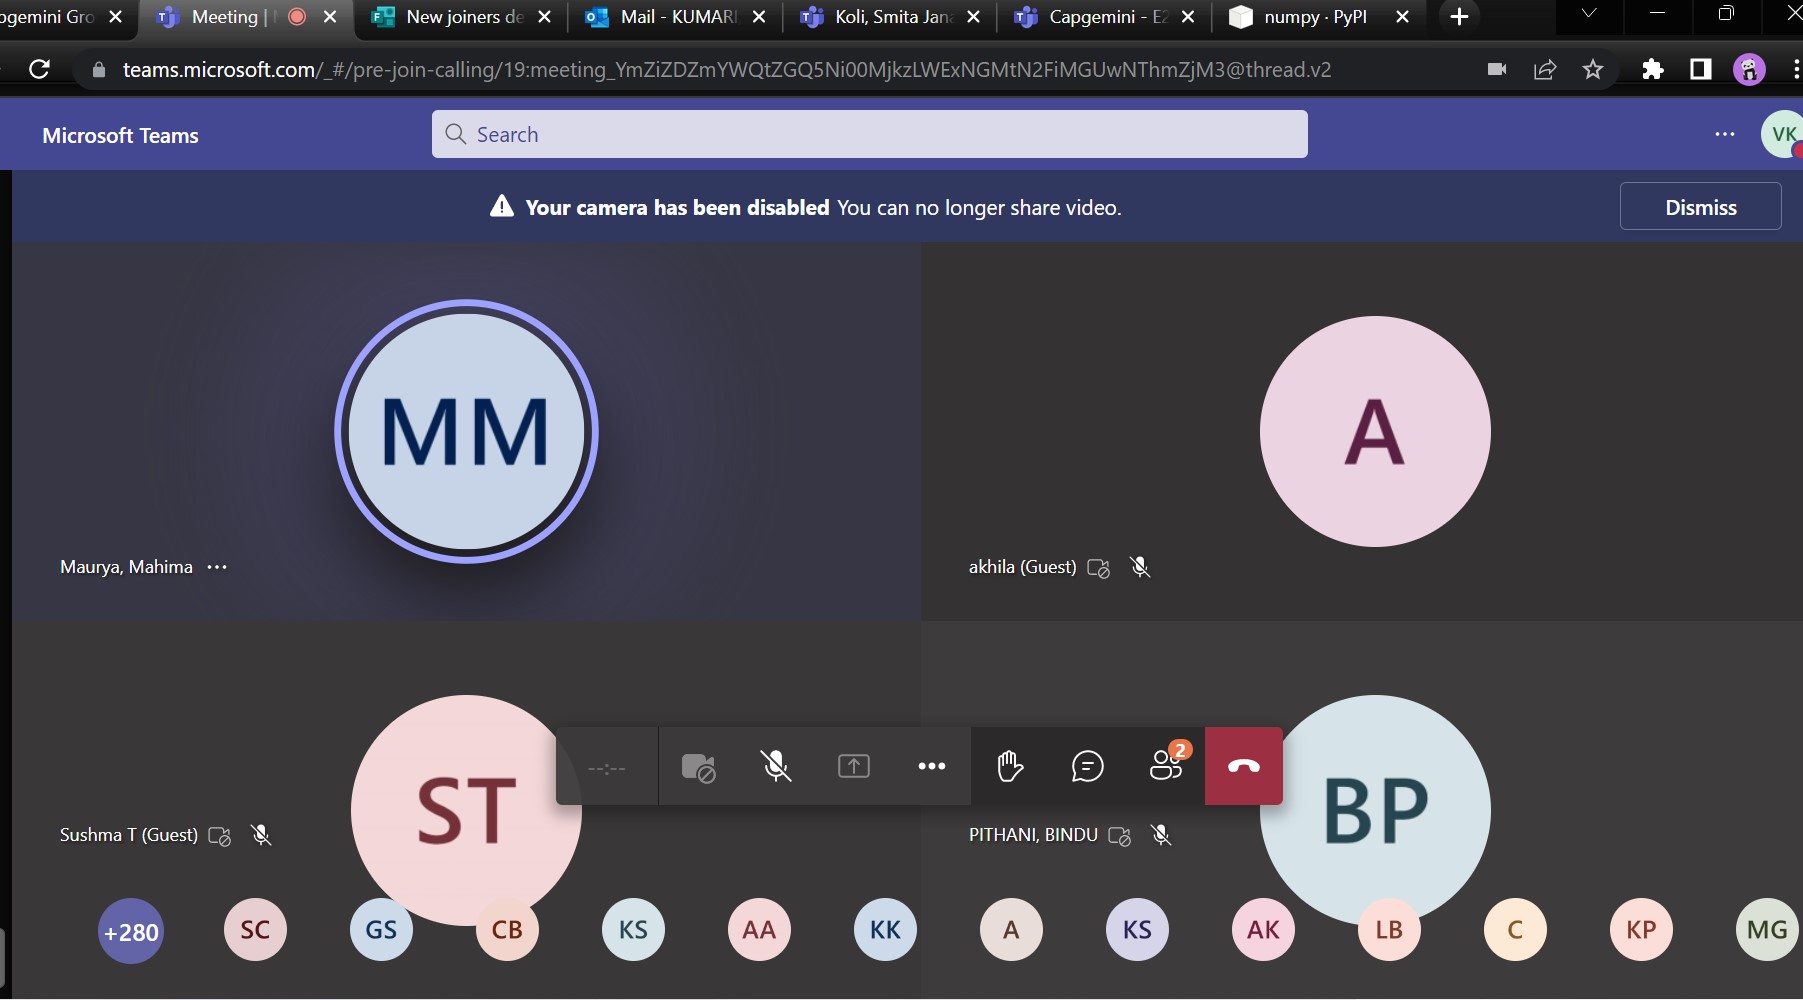 ogemini Gro
Meeting |
New joiners de
Mail - KUMARI
Koli, Smita Jana
Capgemini - E2
numpy · PyPI
teams.microsoft.com/_#/pre-join-calling/19:meeting_YmZiZDZmYWQtZGQ5Ni00MjkzLWExNGMtN2FiMGUwNThmZjM3@thread.v2
Microsoft Teams
Search
VK
Your camera has been disabled You can no longer share video.
Dismiss
MM
A
Maurya, Mahima
akhila (Guest)
ST
--:--
2
BP
Sushma T (Guest)
PITHANI, BINDU
+280
SC
GS
CB
KS
AA
KK
A
KS
AK
LB
C
KP
MG